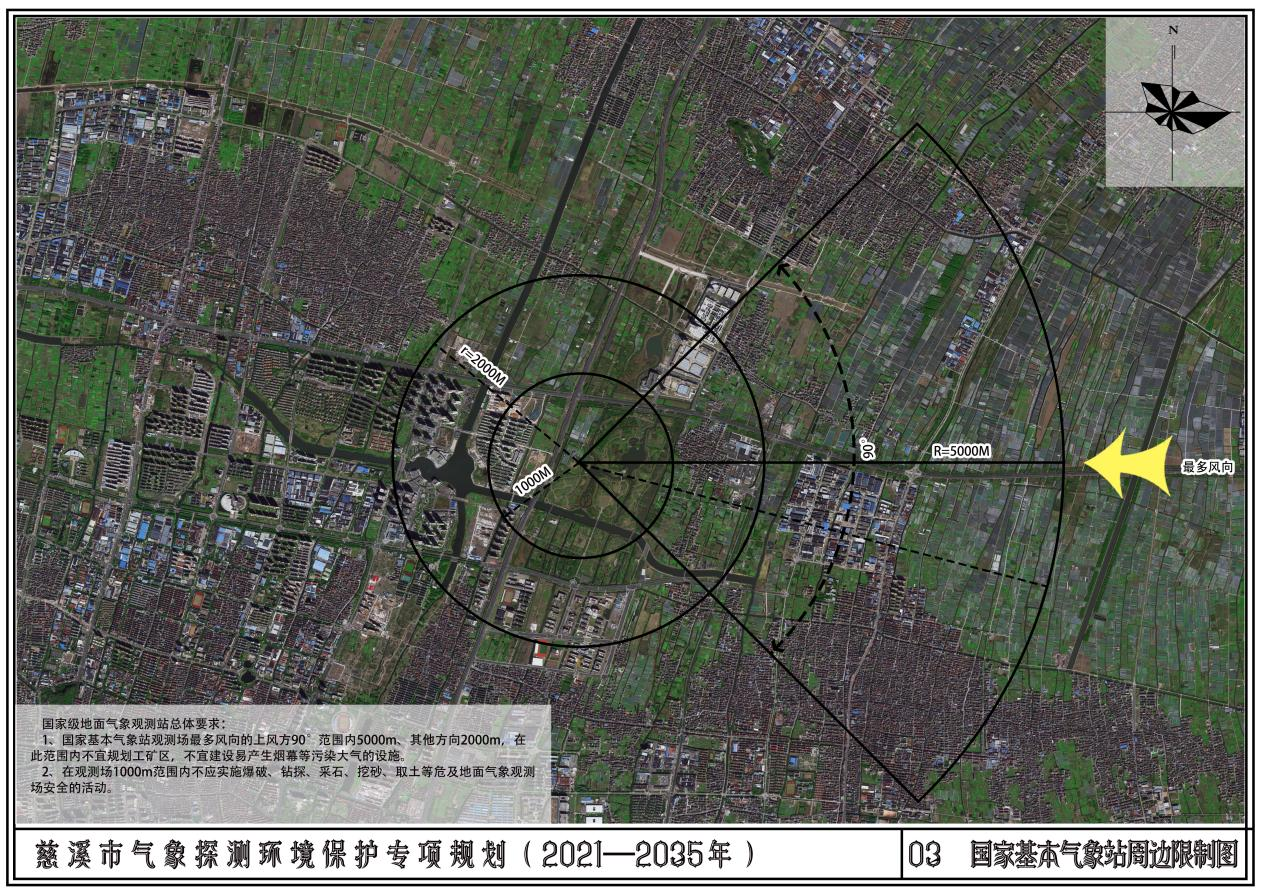 N
r=2000M
1000M
90°
R=5000M
最多风向
国家级地面气象观测站总体要求：
1、国家基本气象站观测场最多风向的上风方90°范围内5000m、其他方向2000m，在
此范围内不宜规划工矿区，不宜建设易产生烟幕等污染大气的设施。
2、在观测场1000m范围内不应实施爆破、钻探、采石、挖砂、取土等危及地面气象观测
场安全的活动。
慈溪市气象探测环境保护专项规划（2021—2035年）
03 国家基本气象站周边限制图